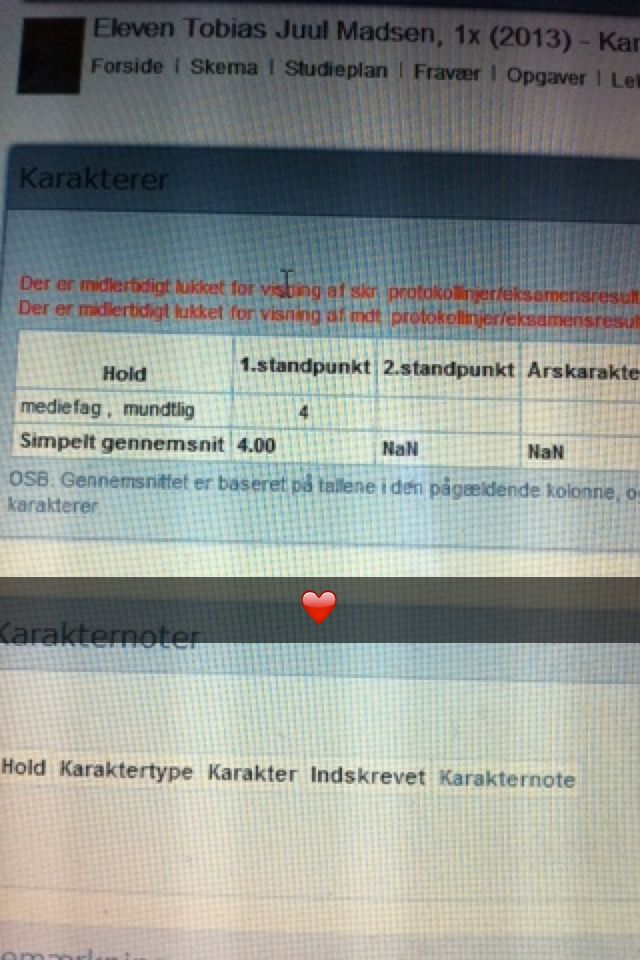 Eleven Tobias Juul Madsen, 1x (2013) - Kar
Forside | Skema | Studieplan | Fravær | Opgaver | Lek
Karakterer
Der er midlertidigt lukket for visning af skr. protokollinjer/eksamensresult
Der er midlertidigt lukket for visning af mdt. protokollinjer/eksamensresul
Hold 1.standpunkt 2.standpunkt Årskarakte
mediefag , mundtlig 4
Simpelt gennemsnit 4.00 NaN NaN
OSB. Gennemsnittet er baseret på tallene i den pågældende kolonne, o
karakterer.
Karakternoter
Hold Karaktertype Karakter Indskrevet Karakternote